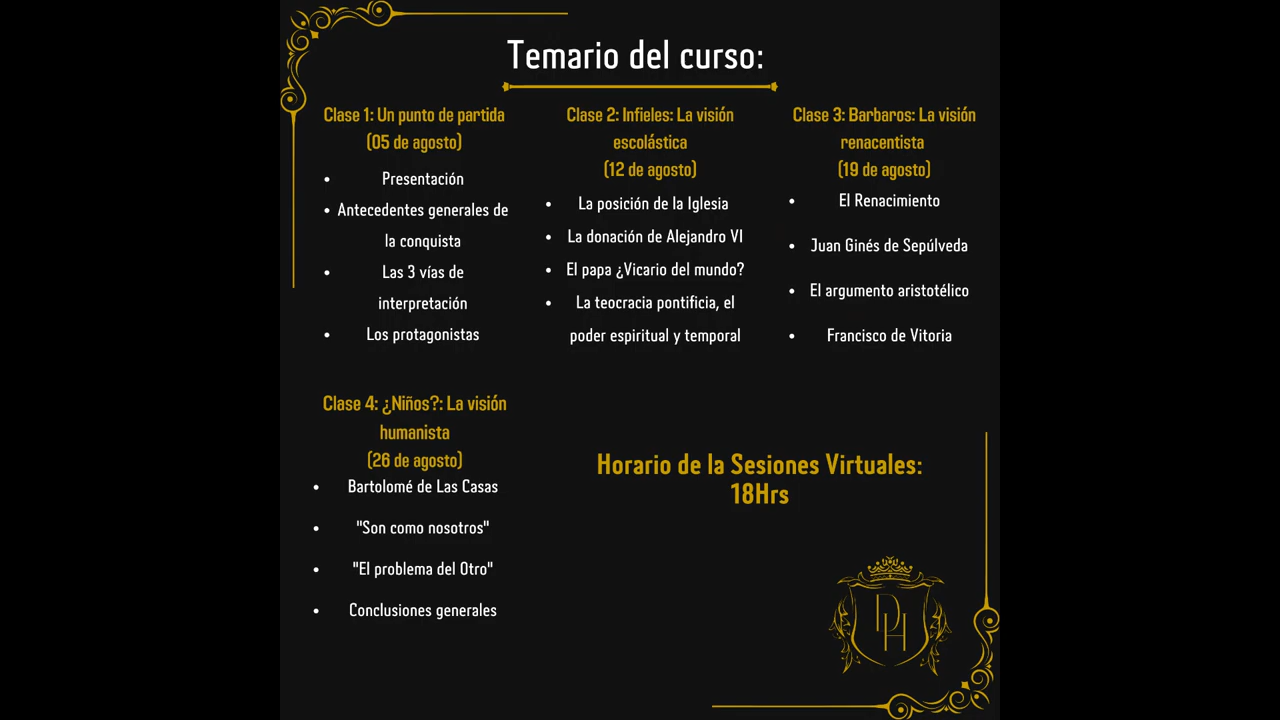 Temario del curso:
Clase 1: Un punto de partida
(05 de agosto)
• Presentación
• Antecedentes generales de
la conquista
• Las 3 vías de
interpretación
• Los protagonistas
Clase 2: Infieles: La visión
escolástica
(12 de agosto)
• La posición de la Iglesia
• La donación de Alejandro VI
• El papa ¿Vicario del mundo?
• La teocracia pontificia, el
poder espiritual y temporal
Clase 3: Barbaros: La visión
renacentista
(19 de agosto)
• El Renacimiento
• Juan Ginés de Sepúlveda
• El argumento aristotélico
• Francisco de Vitoria
Clase 4: ¿Niños?: La visión
humanista
(26 de agosto)
• Bartolomé de Las Casas
• "Son como nosotros"
• "El problema del Otro"
• Conclusiones generales
Horario de la Sesiones Virtuales:
18Hrs
PH